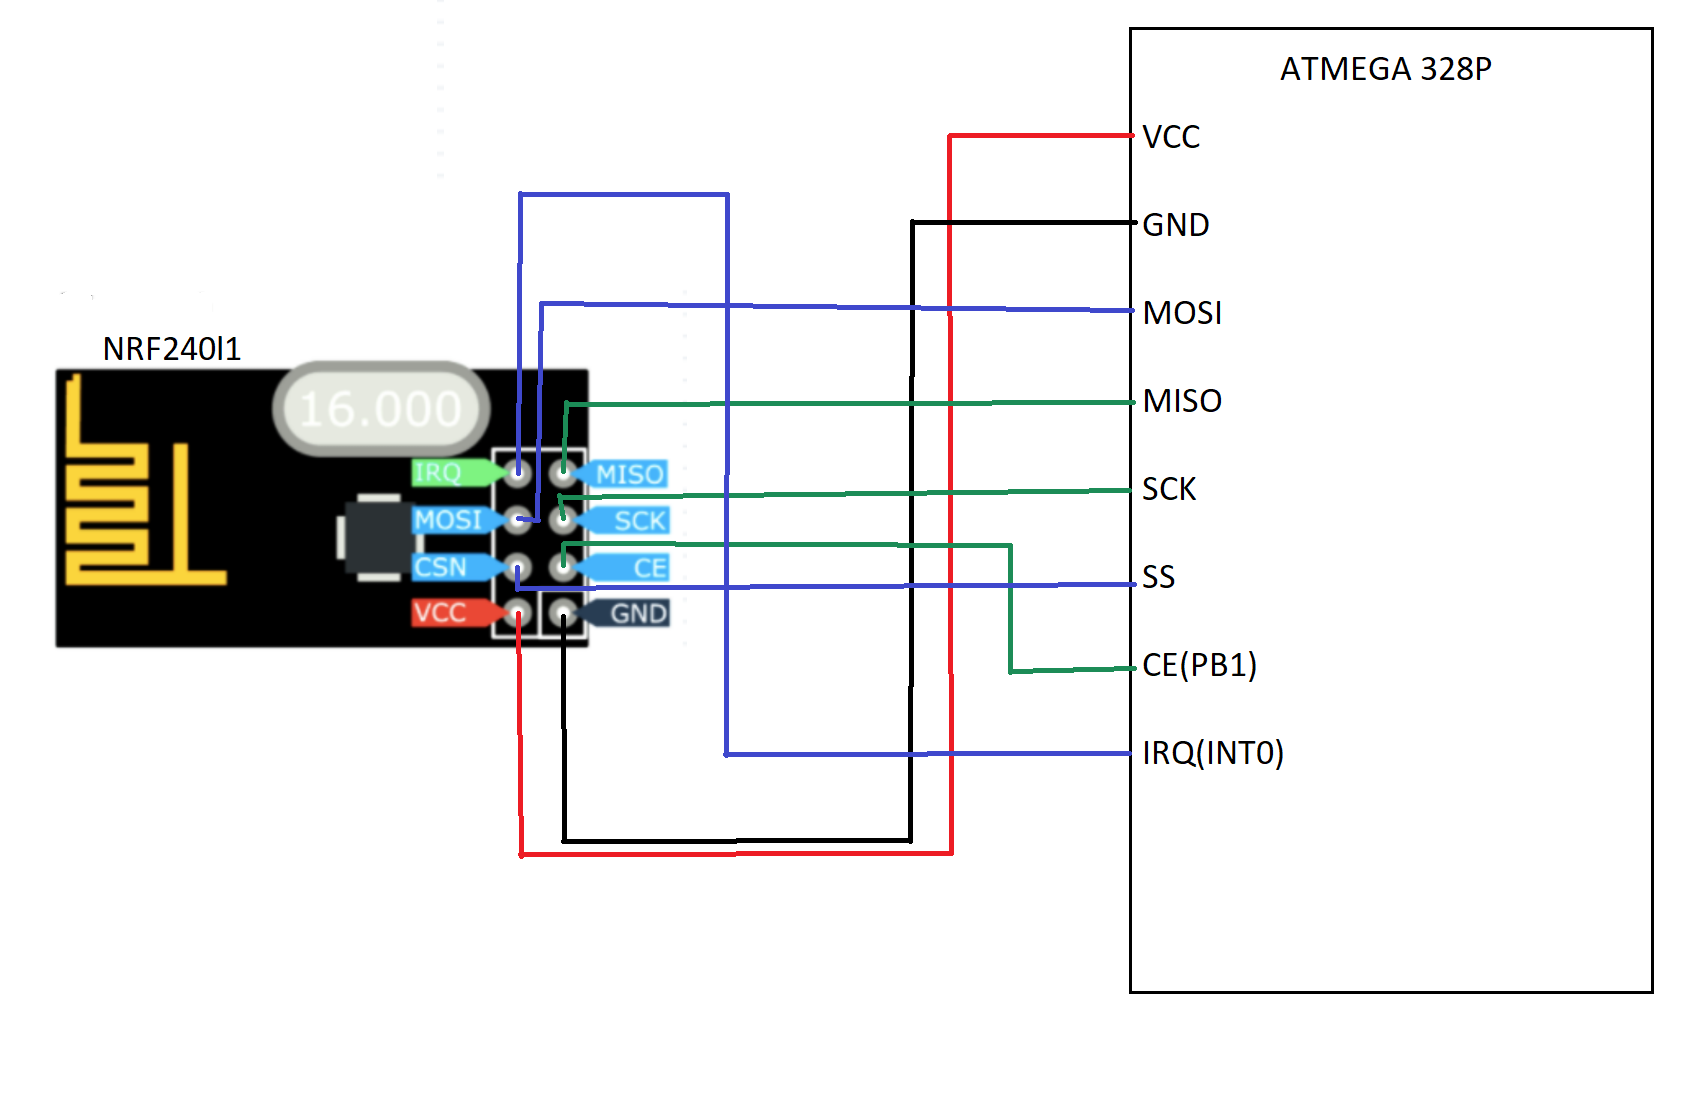 ATMEGA 328P
VCC
GND
MOSI
MISO
SCK
SS
CE(PB1)
IRQ(INT0)
NRF240l1
16.000
IRQ
MISO
MOSI
SCK
CSN
CE
VCC
GND